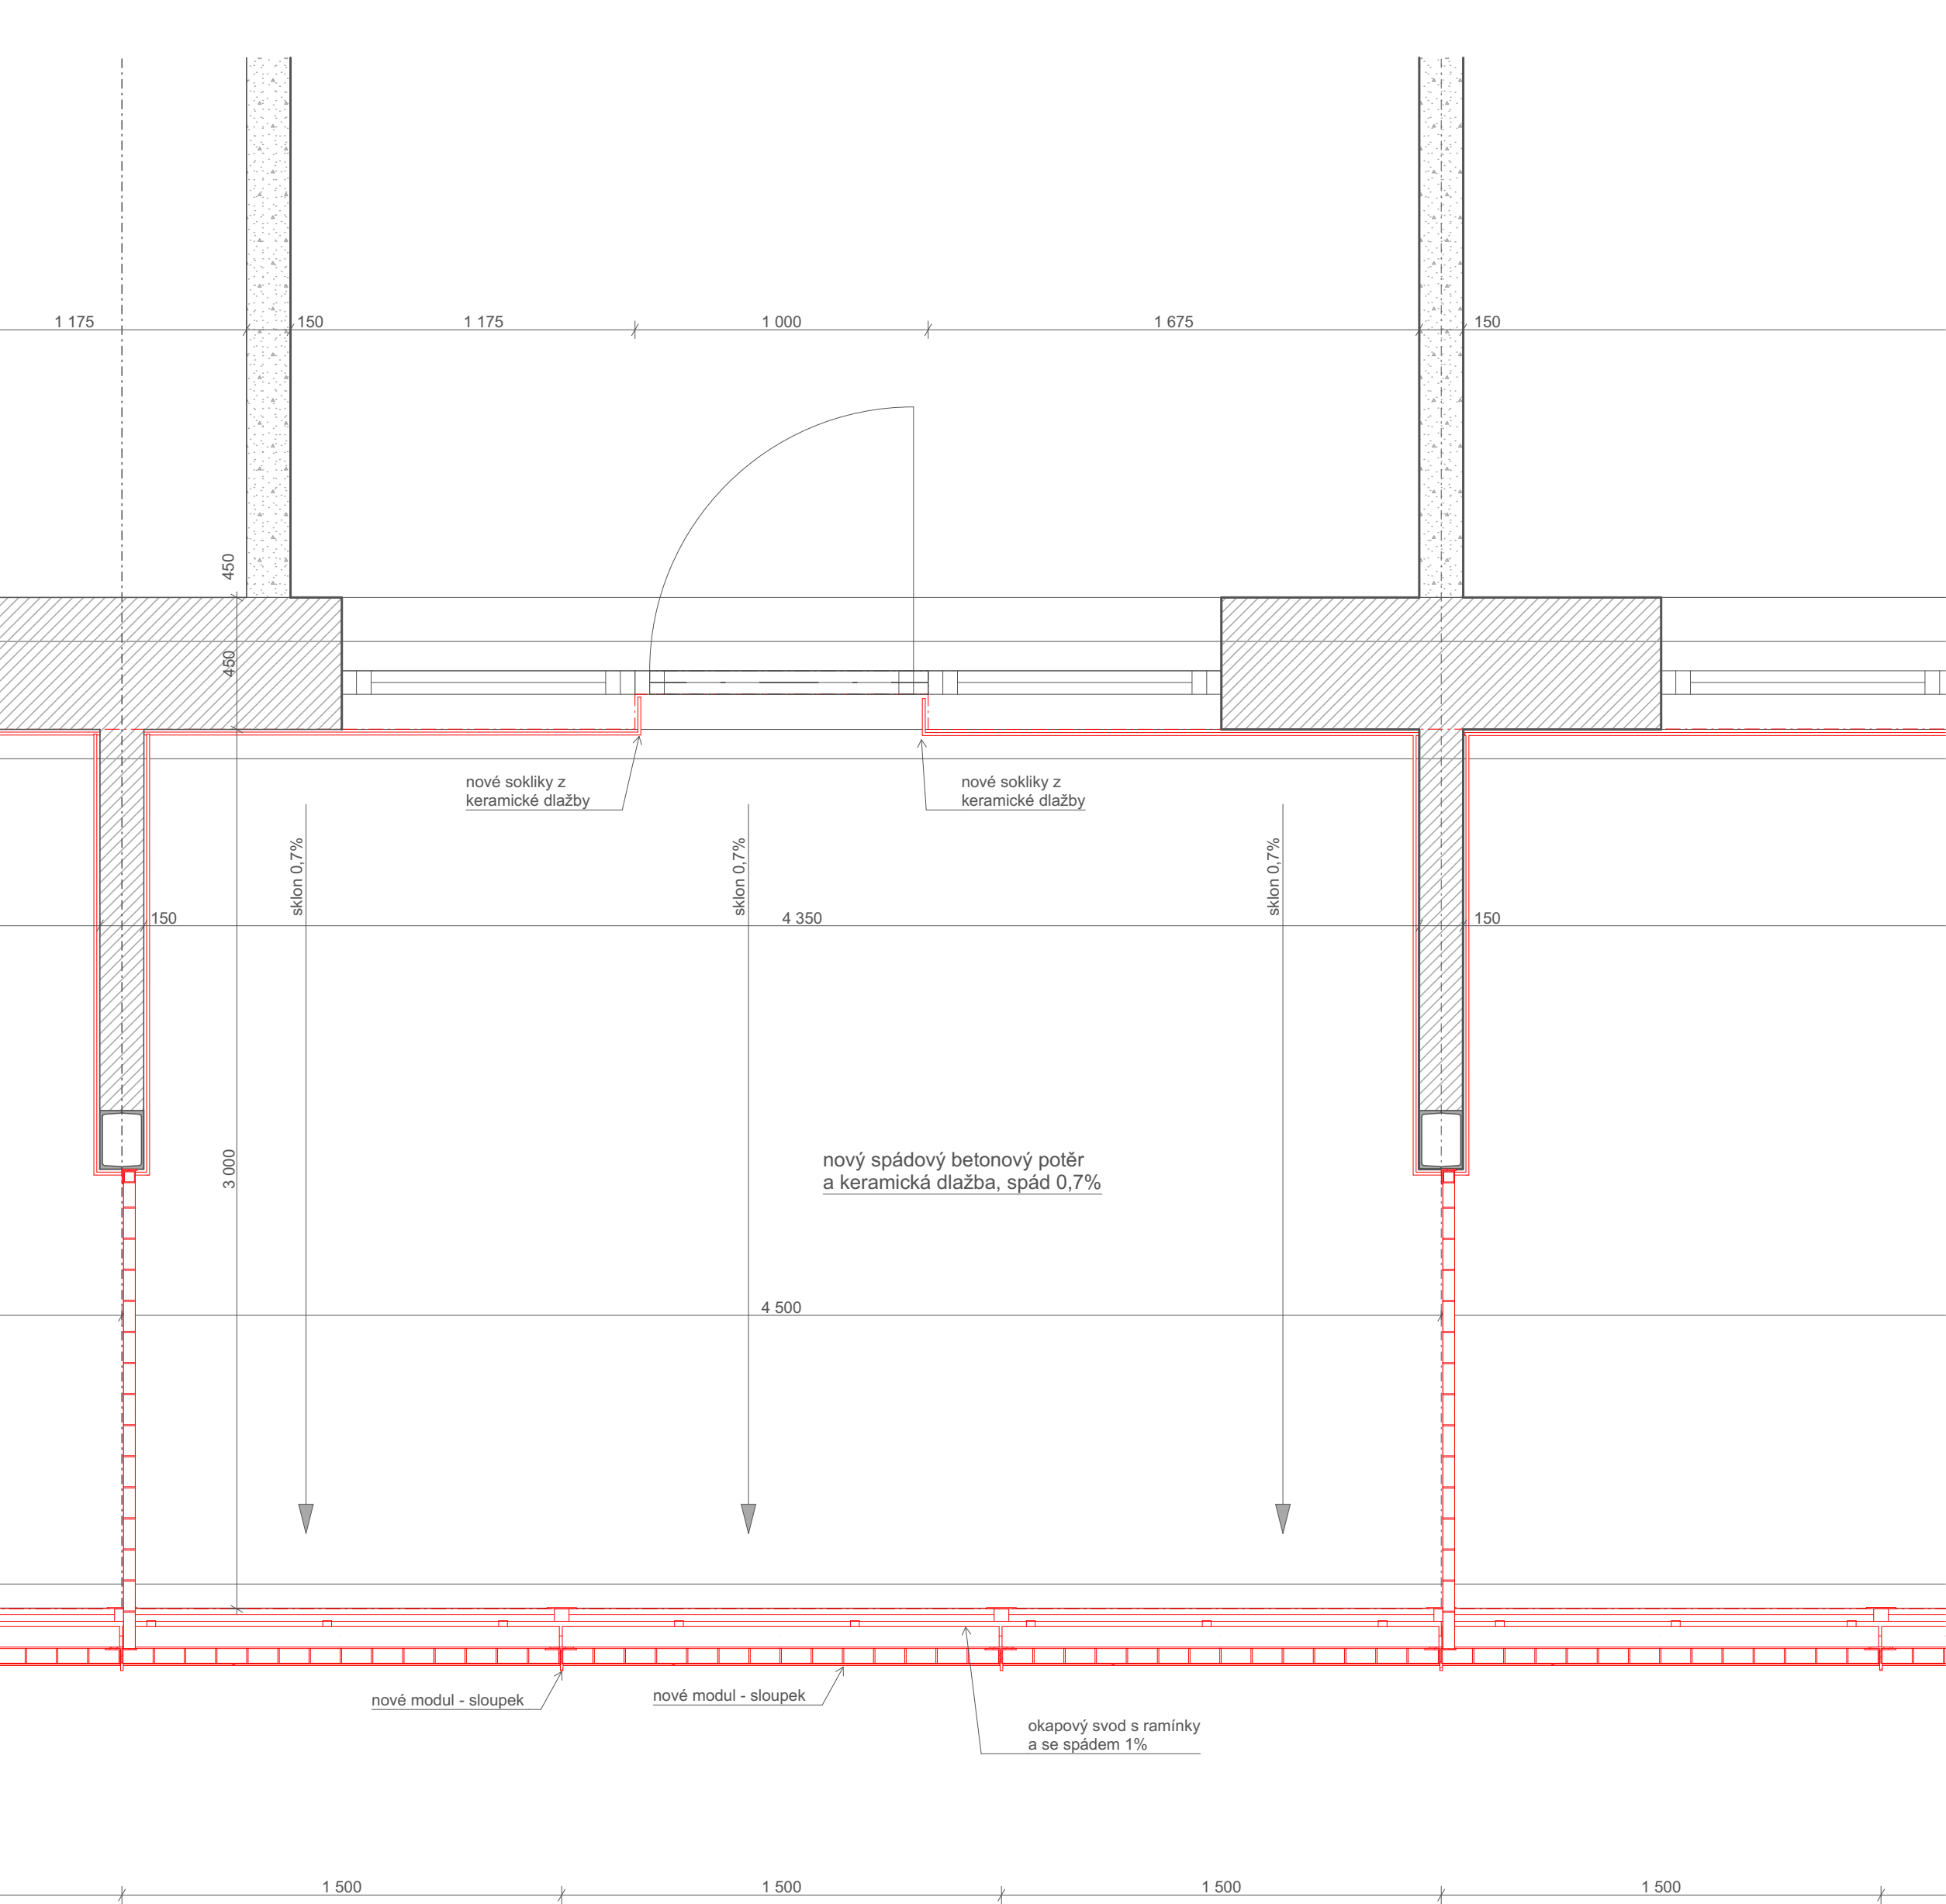 1 175
150
1 175
1 000
1 675
150
450
450
nové sokliky z
keramické dlažby
nové sokliky z
keramické dlažby
sklon 0,7%
sklon 0,7%
sklon 0,7%
150
4 350
150
3 000
nový spádový betonový potěr
a keramická dlažba, spád 0,7%
4 500
nové modul - sloupek
nové modul - sloupek
okapový svod s ramínky
a se spádem 1%
1 500
1 500
1 500
1 500